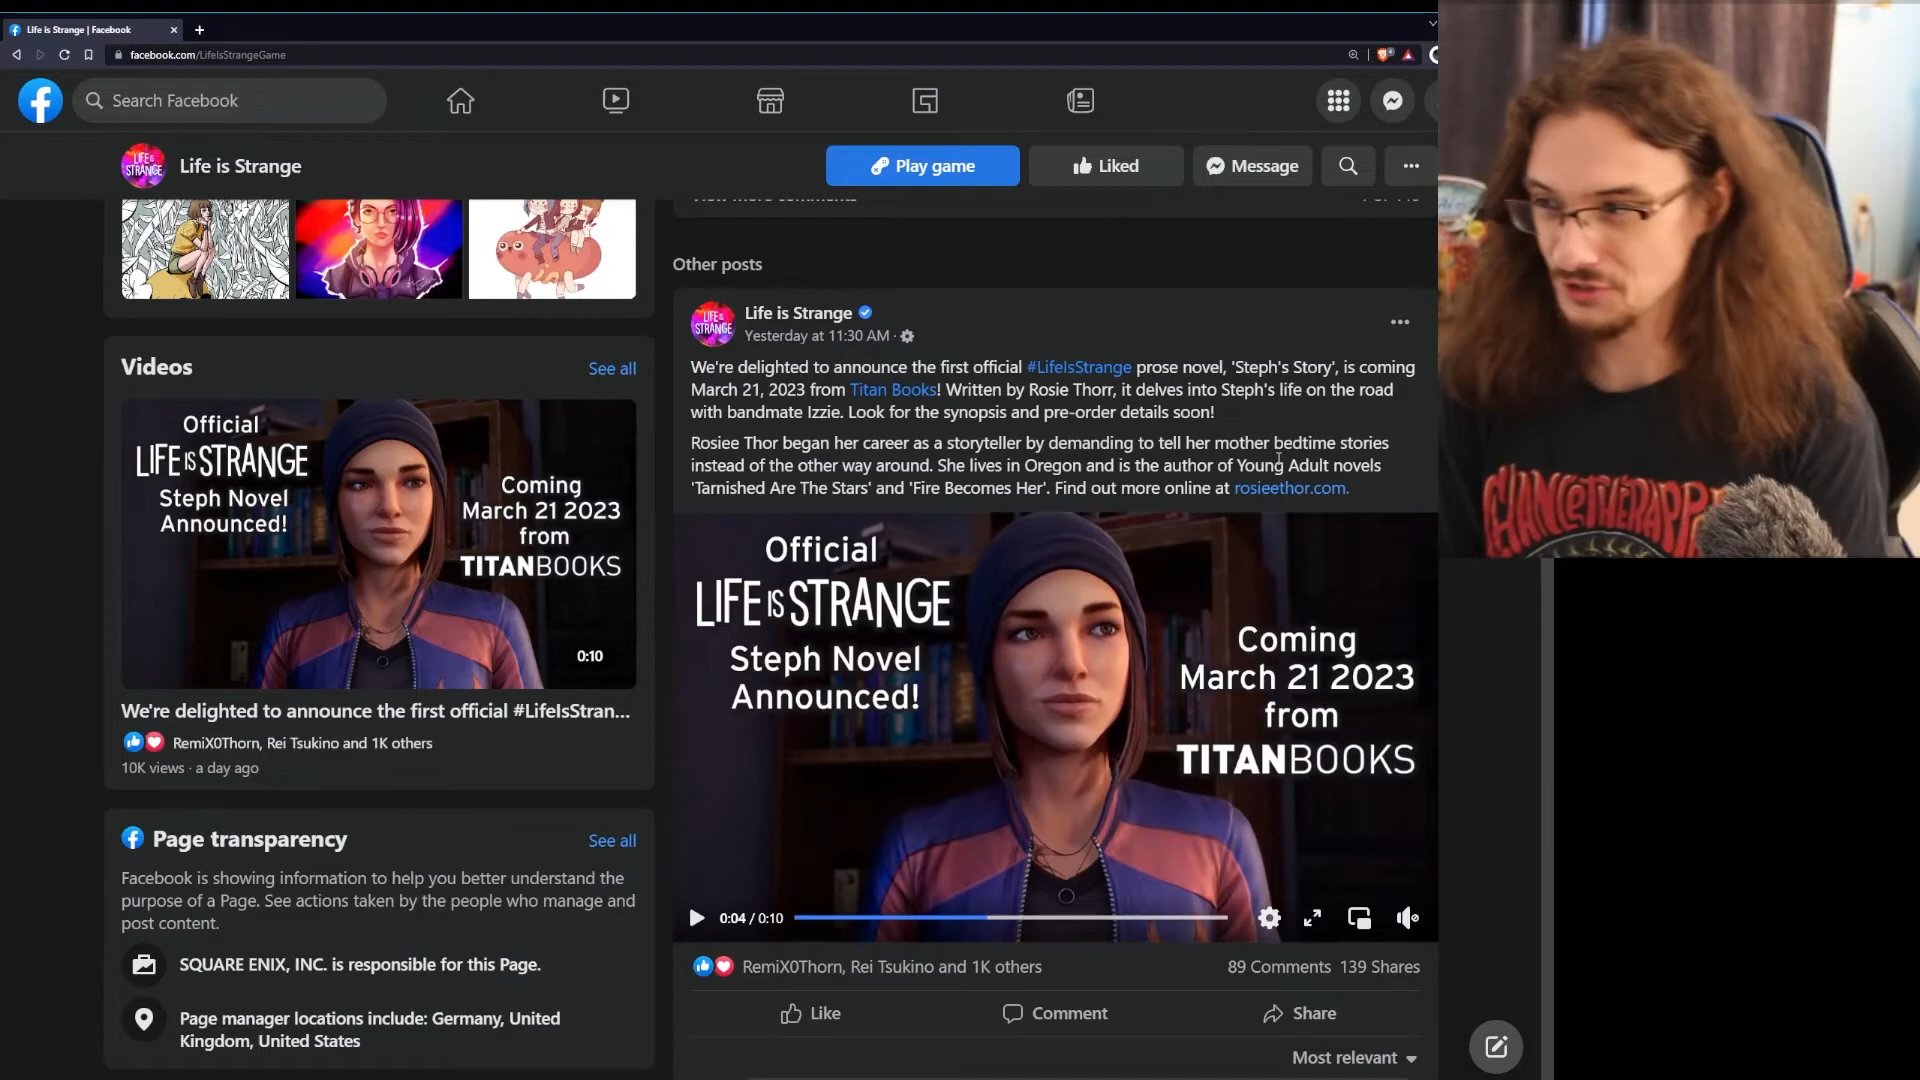 Life is Strange | Facebook
facebook.com/LifeIsStrangeGame
Search Facebook
LIFE IS
STRANGE
Life is Strange
Play game
Liked
Message
Other posts
LIFE IS
STRANGE
Life is Strange
Yesterday at 11:30 AM ·
We're delighted to announce the first official #LifeIsStrange prose novel, 'Steph's Story', is coming
March 21, 2023 from Titan Books! Written by Rosie Thorr, it delves into Steph's life on the road
with bandmate Izzie. Look for the synopsis and pre-order details soon!
Rosiee Thor began her career as a storyteller by demanding to tell her mother bedtime stories
instead of the other way around. She lives in Oregon and is the author of Young Adult novels
'Tarnished Are The Stars' and 'Fire Becomes Her'. Find out more online at rosieethor.com.
Official
LIFE IS STRANGE
Steph Novel
Announced!
Coming
March 21 2023
from
TITANBOOKS
0:04 / 0:10
RemiX0Thorn, Rei Tsukino and 1K others
89 Comments 139 Shares
Like
Comment
Share
Most relevant
Videos
See all
Official
LIFE IS STRANGE
Steph Novel
Announced!
Coming
March 21 2023
from
TITANBOOKS
0:10
We're delighted to announce the first official #LifeIsStran...
RemiX0Thorn, Rei Tsukino and 1K others
10K views · a day ago
Page transparency
See all
Facebook is showing information to help you better understand the
purpose of a Page. See actions taken by the people who manage and
post content.
SQUARE ENIX, INC. is responsible for this Page.
Page manager locations include: Germany, United
Kingdom, United States